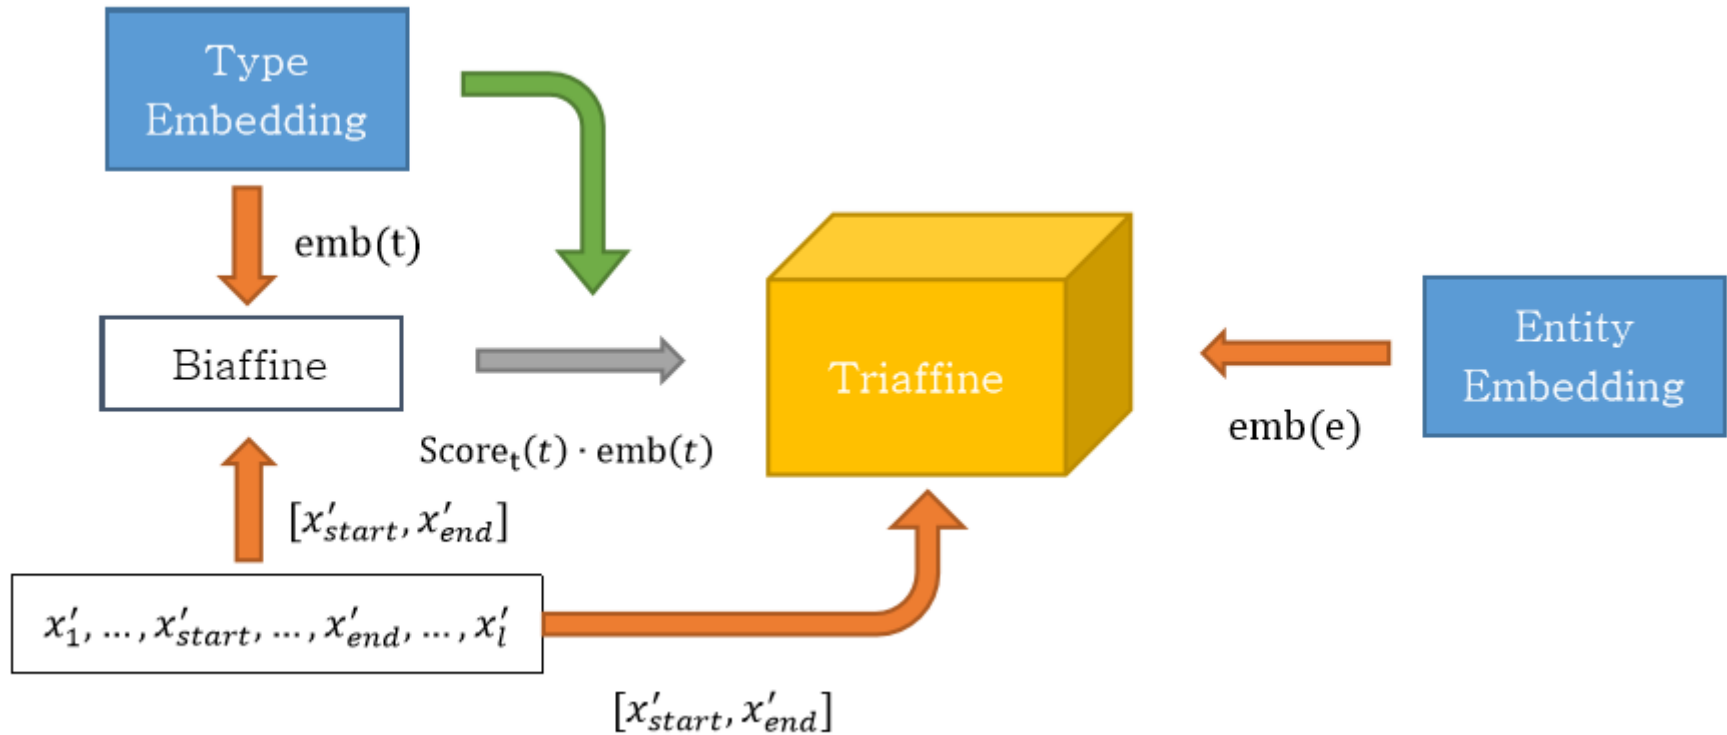 Type
Embedding
emb(t)
Biaffine
Score_t(t) · emb(t)
[x'_start, x'_end]
x'_1, ... , x'_start, ... , x'_end, ... , x'_l
[x'_start, x'_end]
Triaffine
emb(e)
Entity
Embedding